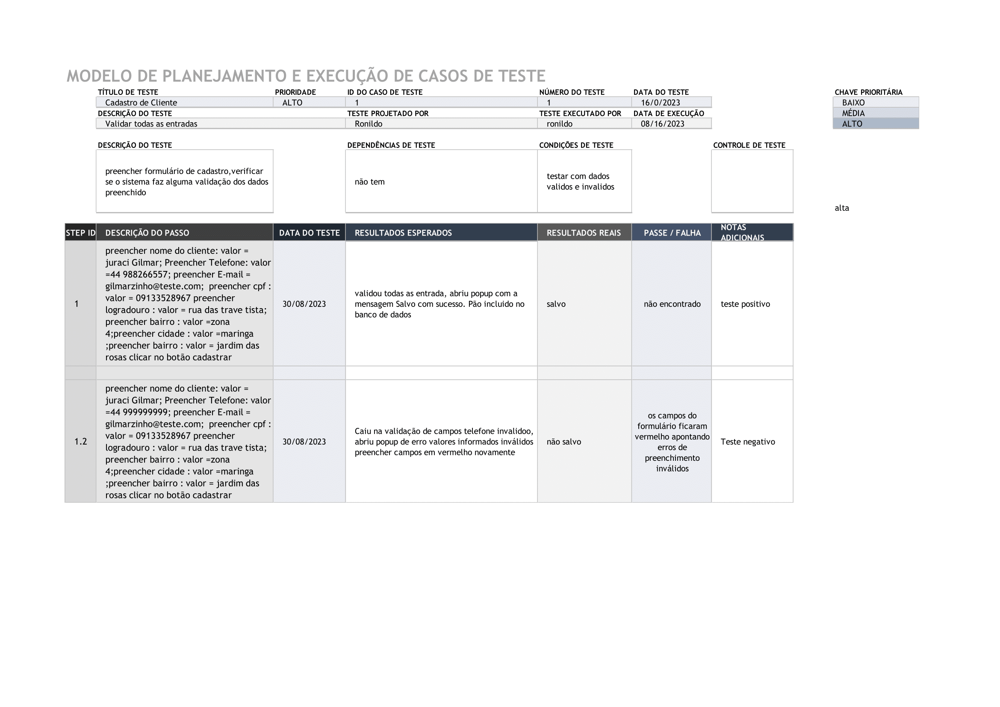 MODELO DE PLANEJAMENTO E EXECUÇÃO DE CASOS DE TESTE
TÍTULO DE TESTE PRIORIDADE ID DO CASO DE TESTE NÚMERO DO TESTE DATA DO TESTE CHAVE PRIORITÁRIA
Cadastro de Cliente ALTO 1 1 16/0/2023 BAIXO
DESCRIÇÃO DO TESTE TESTE PROJETADO POR TESTE EXECUTADO POR DATA DE EXECUÇÃO MÉDIA
Validar todas as entradas Ronildo ronildo 08/16/2023 ALTO
DESCRIÇÃO DO TESTE DEPENDÊNCIAS DE TESTE CONDIÇÕES DE TESTE CONTROLE DE TESTE
preencher formulário de cadastro,verificar
se o sistema faz alguma validação dos dados
preenchido
não tem
testar com dados
validos e invalidos
alta
STEP ID DESCRIÇÃO DO PASSO DATA DO TESTE RESULTADOS ESPERADOS RESULTADOS REAIS PASSE / FALHA NOTAS
ADICIONAIS
1
preencher nome do cliente: valor =
juraci Gilmar; Preencher Telefone: valor
=44 988266557; preencher E-mail =
gilmarzinho@teste.com;  preencher cpf :
valor = 09133528967 preencher
logradouro : valor = rua das trave tista;
preencher bairro : valor =zona
4;preencher cidade : valor =maringa
;preencher bairro : valor = jardim das
rosas clicar no botão cadastrar
30/08/2023
validou todas as entrada, abriu popup com a
mensagem Salvo com sucesso. Pão incluido no
banco de dados
salvo
não encontrado
teste positivo
1.2
preencher nome do cliente: valor =
juraci Gilmar; Preencher Telefone: valor
=44 999999999; preencher E-mail =
gilmarzinho@teste.com;  preencher cpf :
valor = 09133528967 preencher
logradouro : valor = rua das trave tista;
preencher bairro : valor =zona
4;preencher cidade : valor =maringa
;preencher bairro : valor = jardim das
rosas clicar no botão cadastrar
30/08/2023
Caiu na validação de campos telefone invalidoo,
abriu popup de erro valores informados inválidos
preencher campos em vermelho novamente
não salvo
os campos do
formulário ficaram
vermelho apontando
erros de
preenchimento
inválidos
Teste negativo